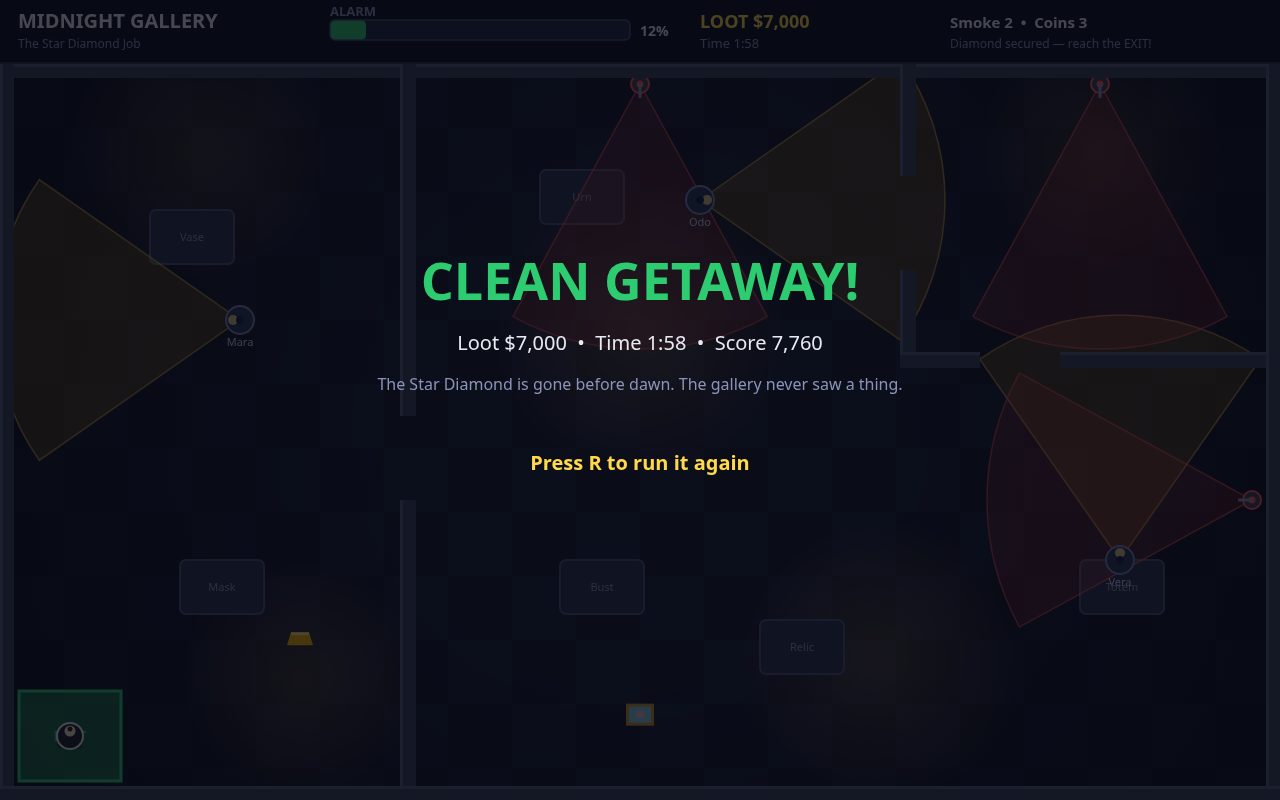 MIDNIGHT GALLERY
The Star Diamond Job
ALARM
12%
LOOT $7,000
Time 1:58
Smoke 2 • Coins 3
Diamond secured — reach the EXIT!
Urn
Vase
Odo
Mara
CLEAN GETAWAY!
Loot $7,000 • Time 1:58 • Score 7,760
The Star Diamond is gone before dawn. The gallery never saw a thing.
Press R to run it again
Mask
Bust
Vera
Totem
Relic